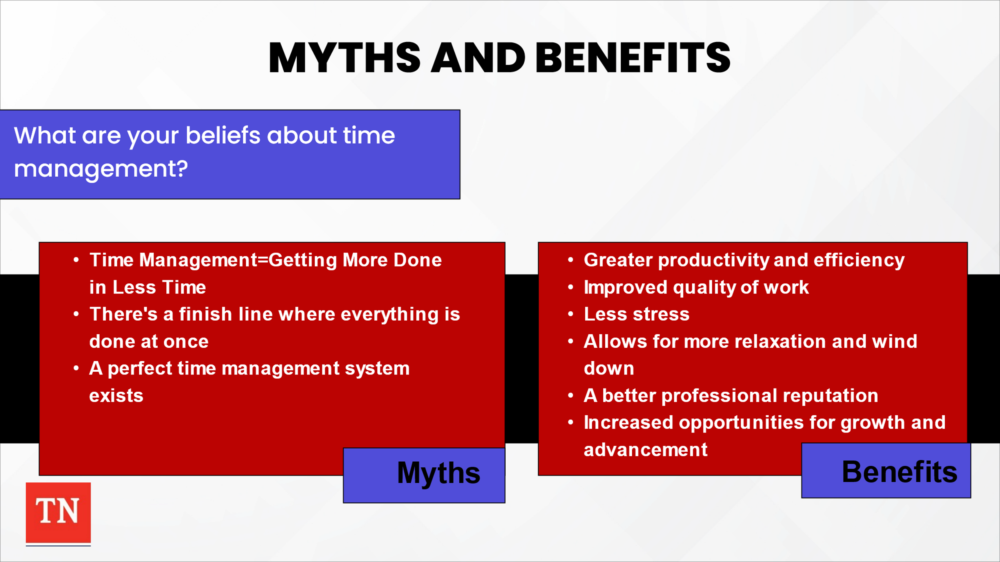 MYTHS AND BENEFITS
What are your beliefs about time
management?
• Time Management=Getting More Done
in Less Time
• There's a finish line where everything is
done at once
• A perfect time management system
exists
Myths
• Greater productivity and efficiency
• Improved quality of work
• Less stress
• Allows for more relaxation and wind
down
• A better professional reputation
• Increased opportunities for growth and
advancement
Benefits
TN